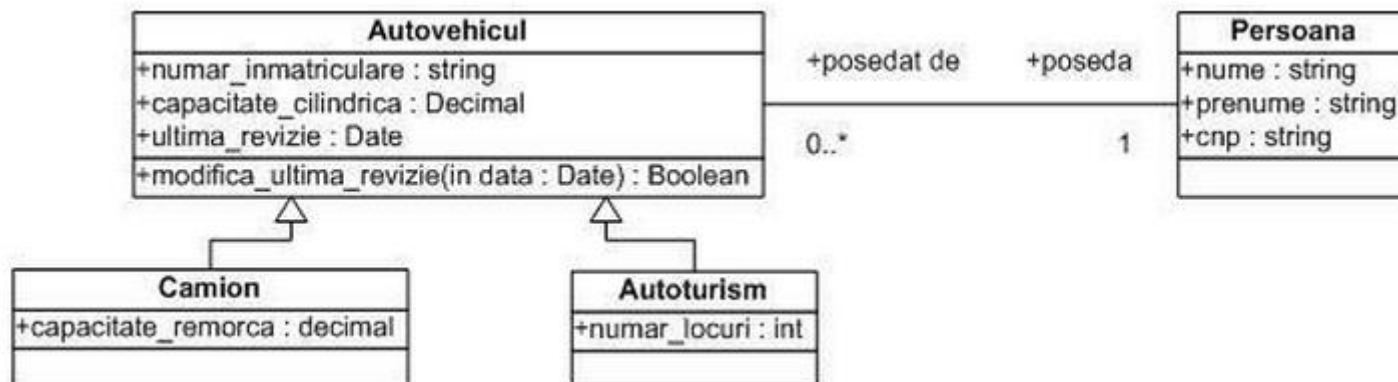 Autovehicul
+numar_inmatriculare : string
+capacitate_cilindrica : Decimal
+ultima_revizie : Date
+modifica_ultima_revizie(in data : Date) : Boolean
+posedat de
+poseda
0..*
1
Persoana
+nume : string
+prenume : string
+cnp : string
Camion
+capacitate_remorca : decimal
Autoturism
+numar_locuri : int